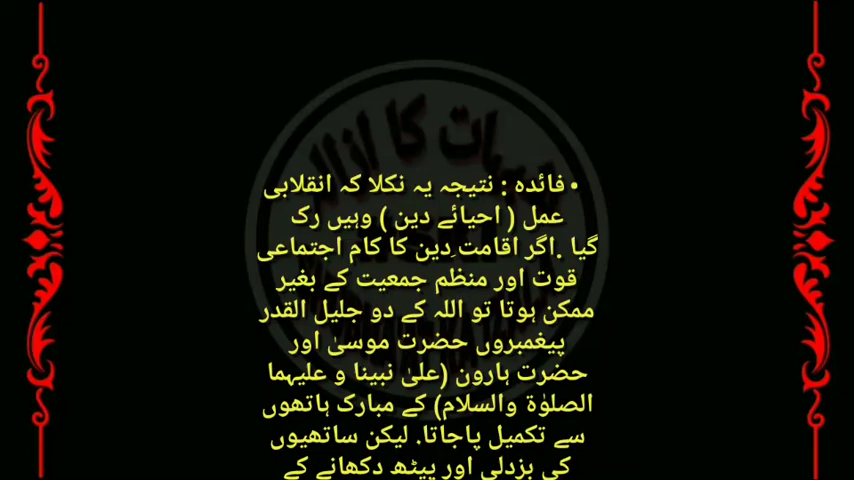 • فائدہ : نتیجہ یہ نکلا کہ انقلابی
عمل ( احیائے دین ) وہیں رک
گیا .اگر اقامت ِدین کا کام اجتماعی
قوت اور منظم جمعیت کے بغیر
ممکن ہوتا تو اللہ کے دو جلیل القدر
پیغمبروں حضرت موسیٰ اور
حضرت ہارون (علیٰ نبینا و علیہما
الصلوٰۃ والسلام) کے مبارک ہاتھوں
سے تکمیل پاجاتا. لیکن ساتھیوں
کی بزدلی اور پیٹھ دکھانے کے
کا ازالہ